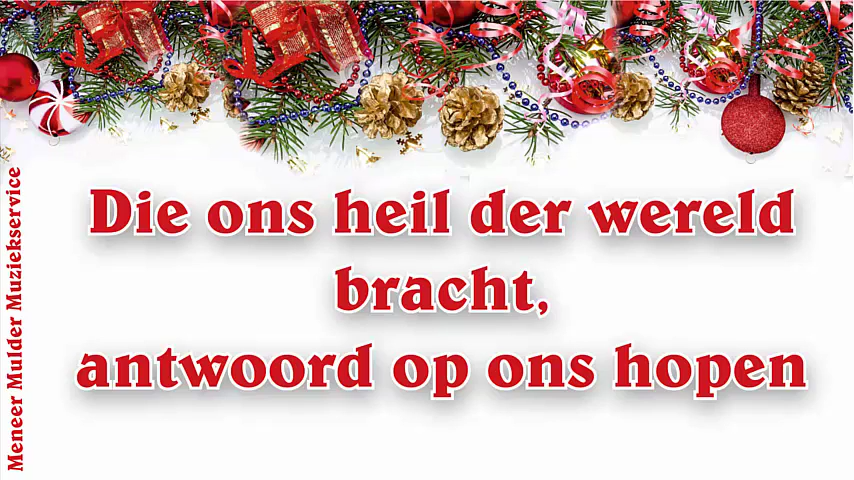 Die ons heil der wereld
bracht,
antwoord op ons hopen
Meneer Mulder Muziekservice